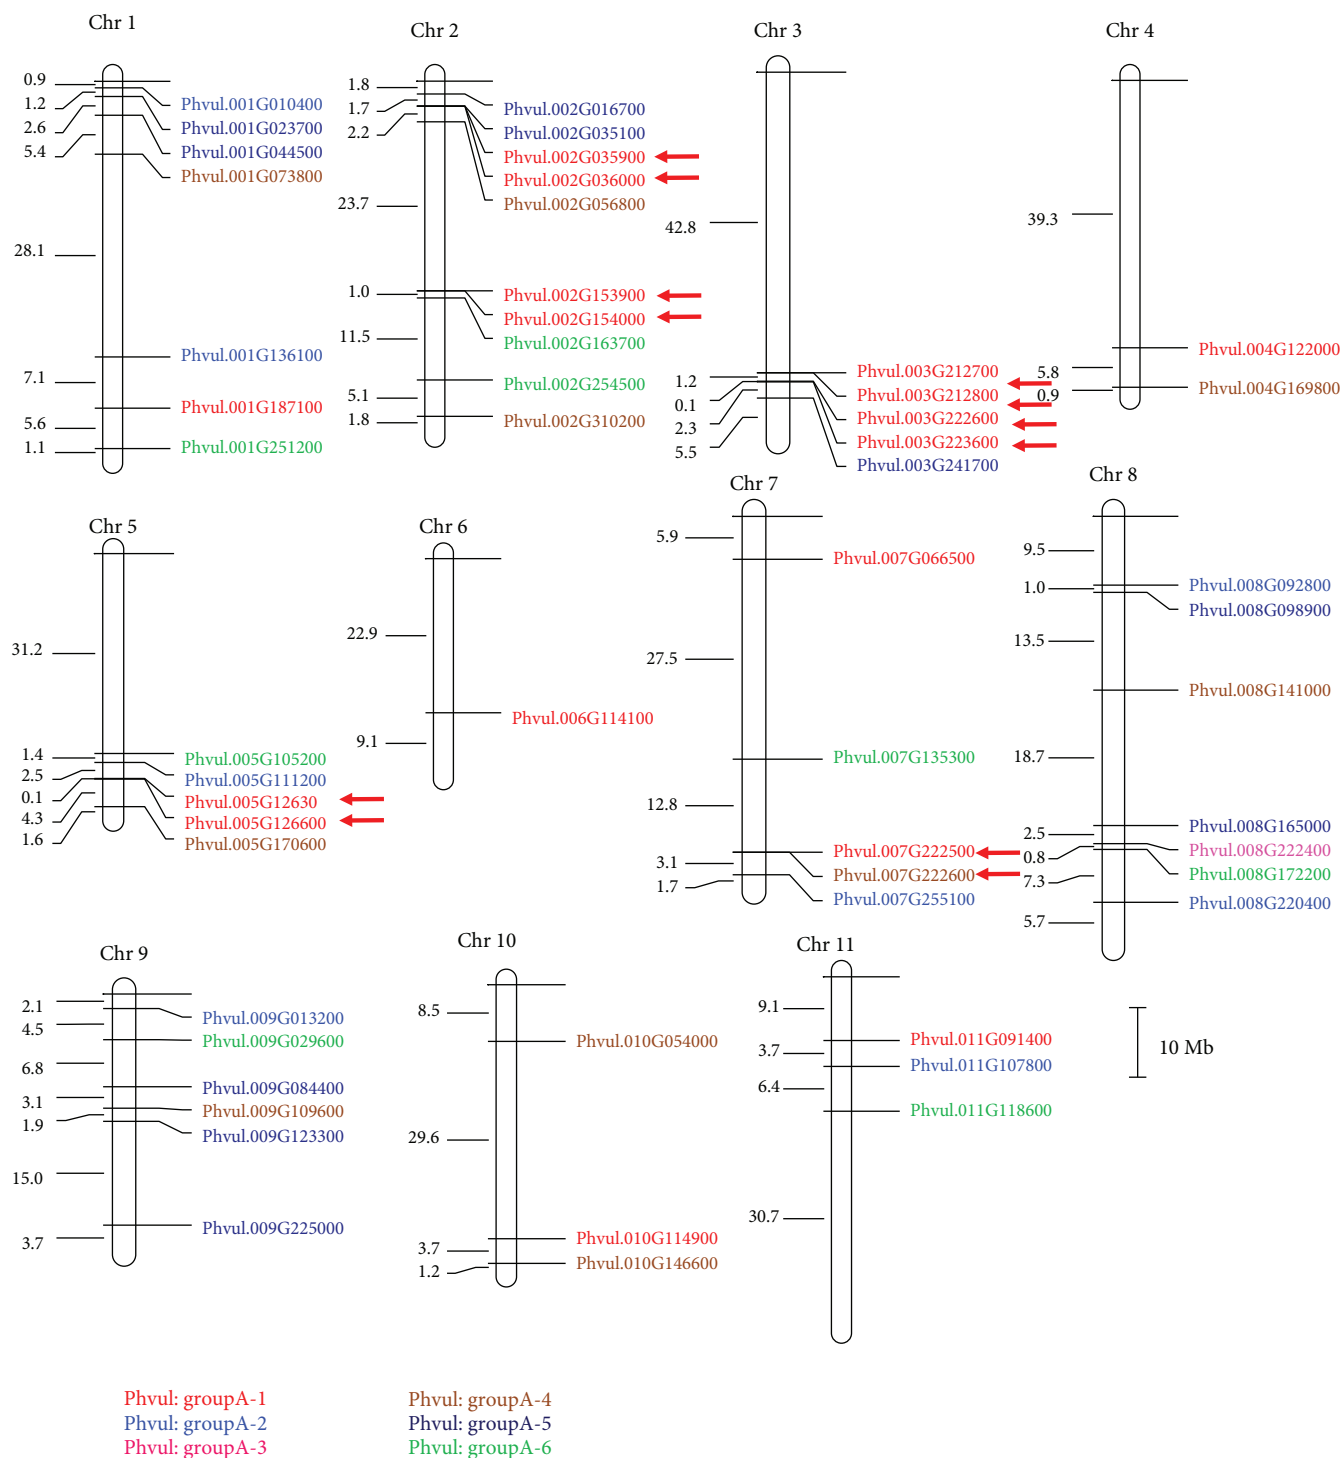 Chr 1
0.9
1.2
2.6
5.4
28.1
7.1
5.6
1.1
Phvul.001G010400
Phvul.001G023700
Phvul.001G044500
Phvul.001G073800
Phvul.001G136100
Phvul.001G187100
Phvul.001G251200
Chr 2
1.8
1.7
2.2
23.7
1.0
11.5
5.1
1.8
Phvul.002G016700
Phvul.002G035100
Phvul.002G035900
Phvul.002G036000
Phvul.002G056800
Phvul.002G153900
Phvul.002G154000
Phvul.002G163700
Phvul.002G254500
Phvul.002G310200
Chr 3
42.8
1.2
0.1
2.3
5.5
Phvul.003G212700
Phvul.003G212800
Phvul.003G222600
Phvul.003G223600
Phvul.003G241700
Chr 4
39.3
5.8
0.9
Phvul.004G122000
Phvul.004G169800
Chr 5
31.2
1.4
2.5
0.1
4.3
1.6
Phvul.005G105200
Phvul.005G111200
Phvul.005G12630
Phvul.005G126600
Phvul.005G170600
Chr 6
22.9
9.1
Phvul.006G114100
Chr 7
5.9
27.5
12.8
3.1
1.7
Phvul.007G066500
Phvul.007G135300
Phvul.007G222500
Phvul.007G222600
Phvul.007G255100
Chr 8
9.5
1.0
13.5
18.7
2.5
0.8
7.3
5.7
Phvul.008G092800
Phvul.008G098900
Phvul.008G141000
Phvul.008G165000
Phvul.008G222400
Phvul.008G172200
Phvul.008G220400
Chr 9
2.1
4.5
6.8
3.1
1.9
15.0
3.7
Phvul.009G013200
Phvul.009G029600
Phvul.009G084400
Phvul.009G109600
Phvul.009G123300
Phvul.009G225000
Chr 10
8.5
29.6
3.7
1.2
Phvul.010G054000
Phvul.010G114900
Phvul.010G146600
Chr 11
9.1
3.7
6.4
30.7
Phvul.011G091400
Phvul.011G107800
Phvul.011G118600
10 Mb
Phvul: groupA-1
Phvul: groupA-2
Phvul: groupA-3
Phvul: groupA-4
Phvul: groupA-5
Phvul: groupA-6